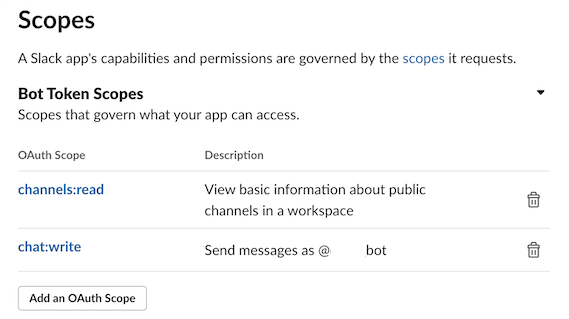 Scopes
A Slack app's capabilities and permissions are governed by the scopes it requests.
Bot Token Scopes
Scopes that govern what your app can access.
OAuth Scope Description
channels:read View basic information about public
channels in a workspace
chat:write Send messages as @ bot
Add an OAuth Scope